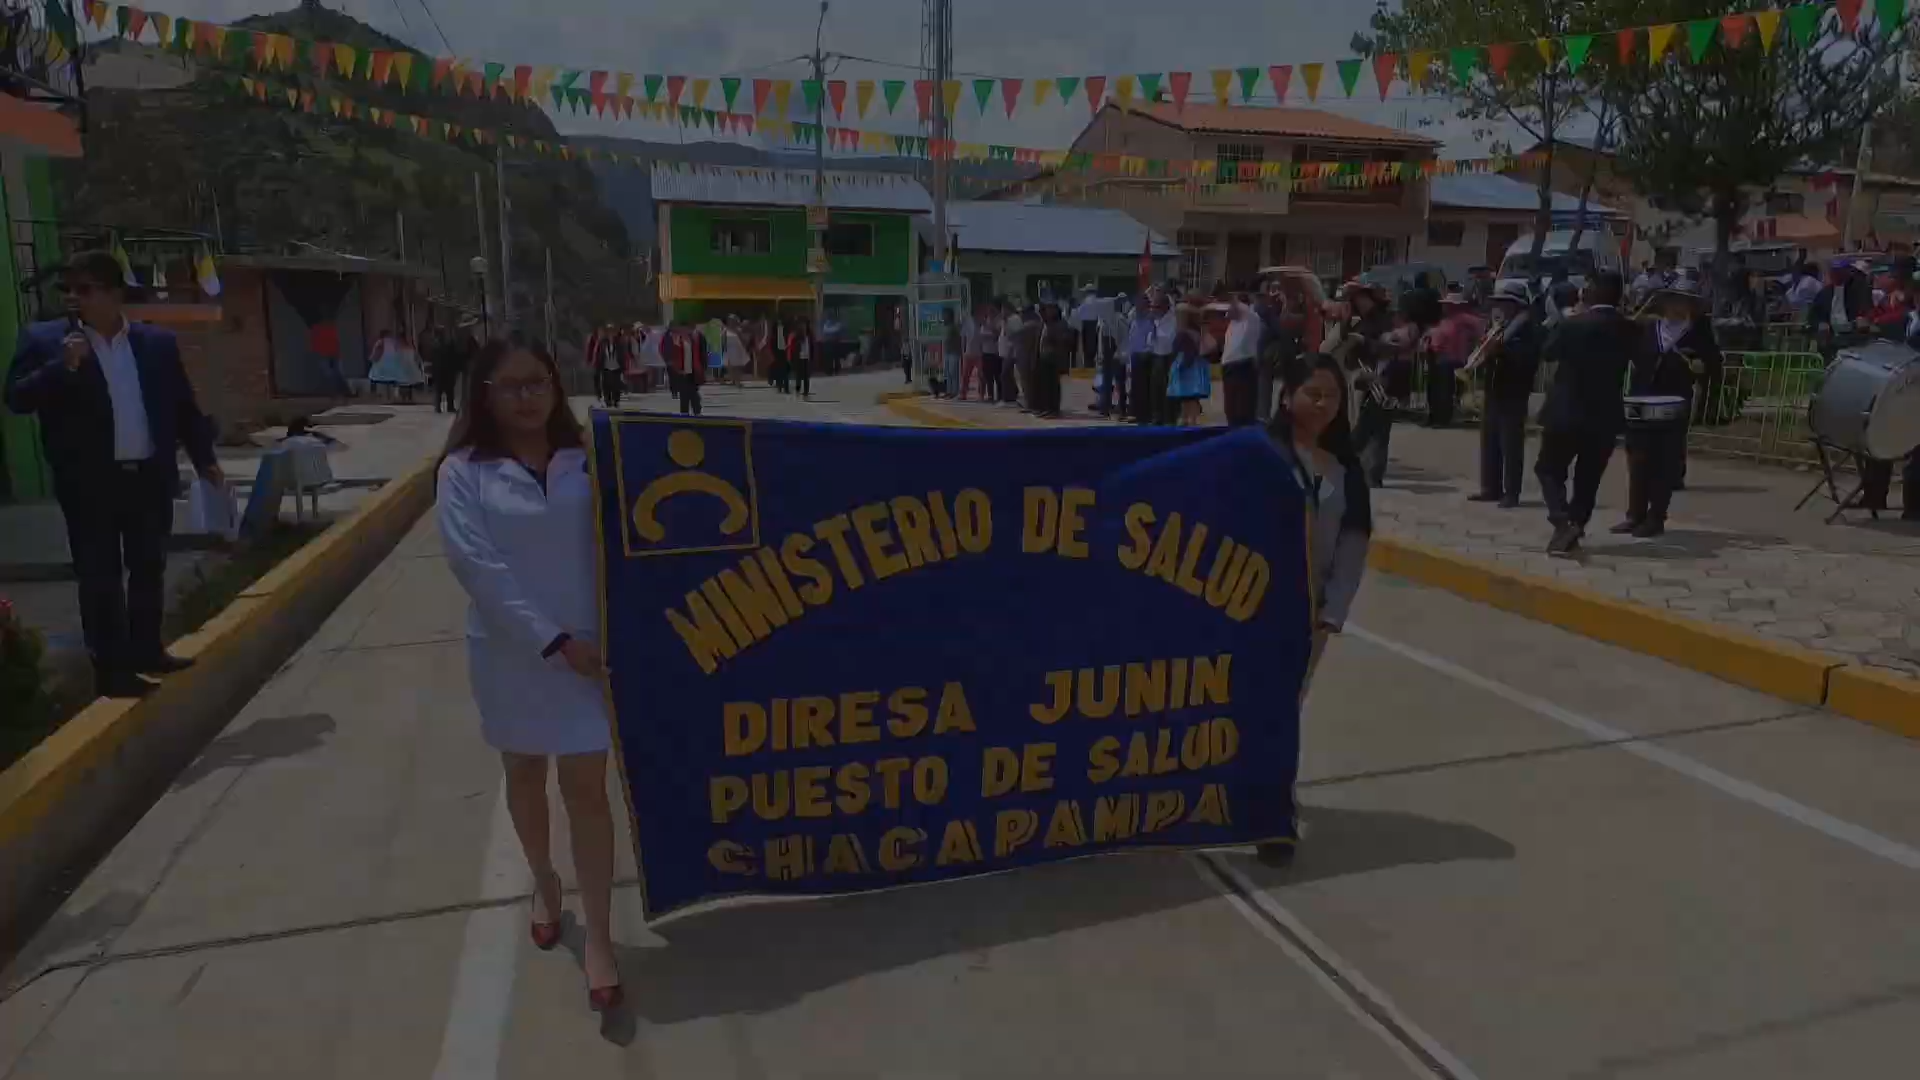 MINISTERIO DE SALUD
DIRESA JUNIN
PUESTO DE SALUD
CHACAPAMPA